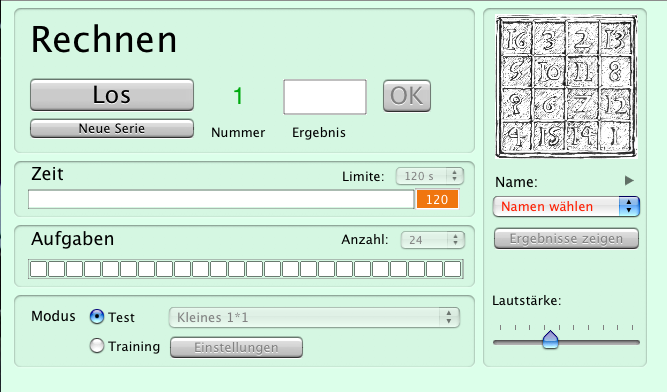 Rechnen
Los
Neue Serie
1
Nummer
Ergebnis
OK
Zeit
Limite: 120 s
120
Aufgaben
Anzahl: 24
Modus
Test
Kleines 1*1
Training
Einstellungen
16 3 2 13
5 10 11 8
9 6 7 12
4 15 14 1
Name:
Namen wählen
Ergebnisse zeigen
Lautstärke: